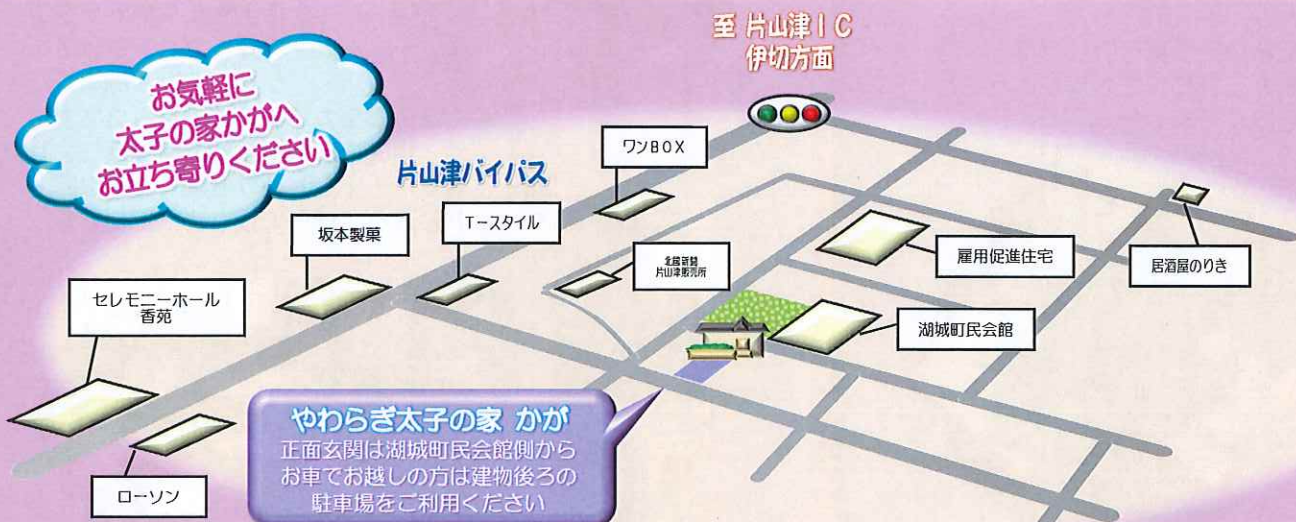 至 片山津IC
伊切方面
お気軽に
太子の家かがへ
お立ち寄りください
片山津バイパス
ワンBOX
T－スタイル
坂本製菓
北國新聞
片山津販売所
雇用促進住宅
居酒屋のりき
セレモニーホール
香苑
湖城町民会館
やわらぎ太子の家 かが
正面玄関は湖城町民会館側から
お車でお越しの方は建物後ろの
駐車場をご利用ください
ローソン